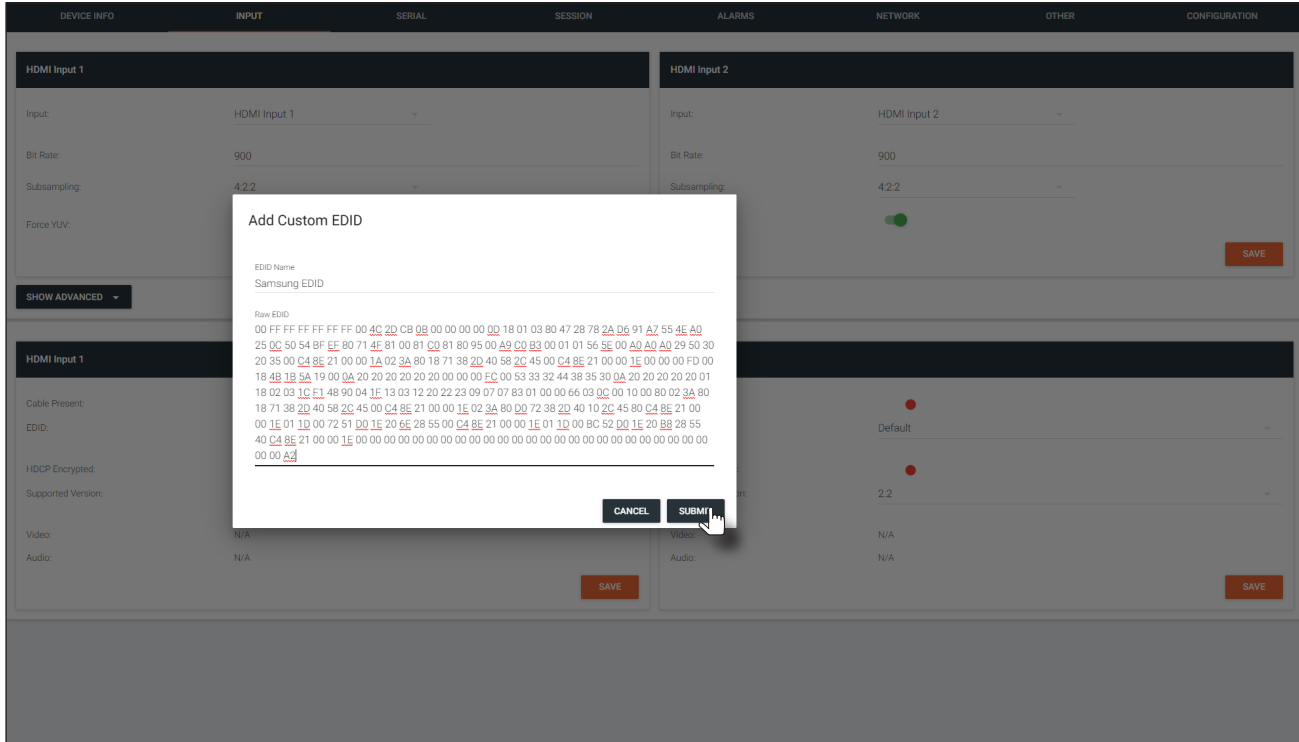 DEVICE INFO INPUT SERIAL SESSION ALARMS NETWORK OTHER CONFIGURATION
HDMI Input 1 HDMI Input 2
Input: HDMI Input 1 Input: HDMI Input 2
Bit Rate: 900 Bit Rate: 900
Subsampling: 4:2:2 Subsampling: 4:2:2
Add Custom EDID
Force YUV:
SAVE
EDID Name
Samsung EDID
SHOW ADVANCED
Raw EDID
00 FF FF FF FF FF FF 00 4C 2D CB 0B 00 00 00 00 0D 18 01 03 80 47 28 78 2A D6 91 A7 55 4E A0
25 0C 50 54 BF EF 80 71 4F 81 00 81 C0 81 80 95 00 A9 C0 B3 00 01 01 56 5E 00 A0 A0 A0 29 50 30
20 35 00 C4 8E 21 00 00 1A 02 3A 80 18 71 38 2D 40 58 2C 45 00 C4 8E 21 00 00 1E 00 00 00 FD 00
18 4B 1B 5A 19 00 0A 20 20 20 20 20 20 00 00 00 FC 00 53 33 32 44 38 35 30 0A 20 20 20 20 20 01
18 02 03 1C F1 48 90 04 1F 13 03 12 20 22 23 09 07 07 83 01 00 00 66 03 0C 00 10 00 80 02 3A 80
18 71 38 2D 40 58 2C 45 00 C4 8E 21 00 00 1E 02 3A 80 D0 72 38 2D 40 10 2C 45 80 C4 8E 21 00
00 1E 01 1D 00 72 51 D0 1E 20 6E 28 55 00 C4 8E 21 00 00 1E 01 1D 00 BC 52 D0 1E 20 B8 28 55
40 C4 8E 21 00 00 1E 00 00 00 00 00 00 00 00 00 00 00 00 00 00 00 00 00 00 00 00 00 00 00 00
00 00 A2
CANCEL
HDMI Input 1
Cable Present:
EDID: Default
HDCP Encrypted:
Supported Version: 2.2
Video: N/A Video: N/A
Audio: N/A Audio: N/A
SAVE SAVE